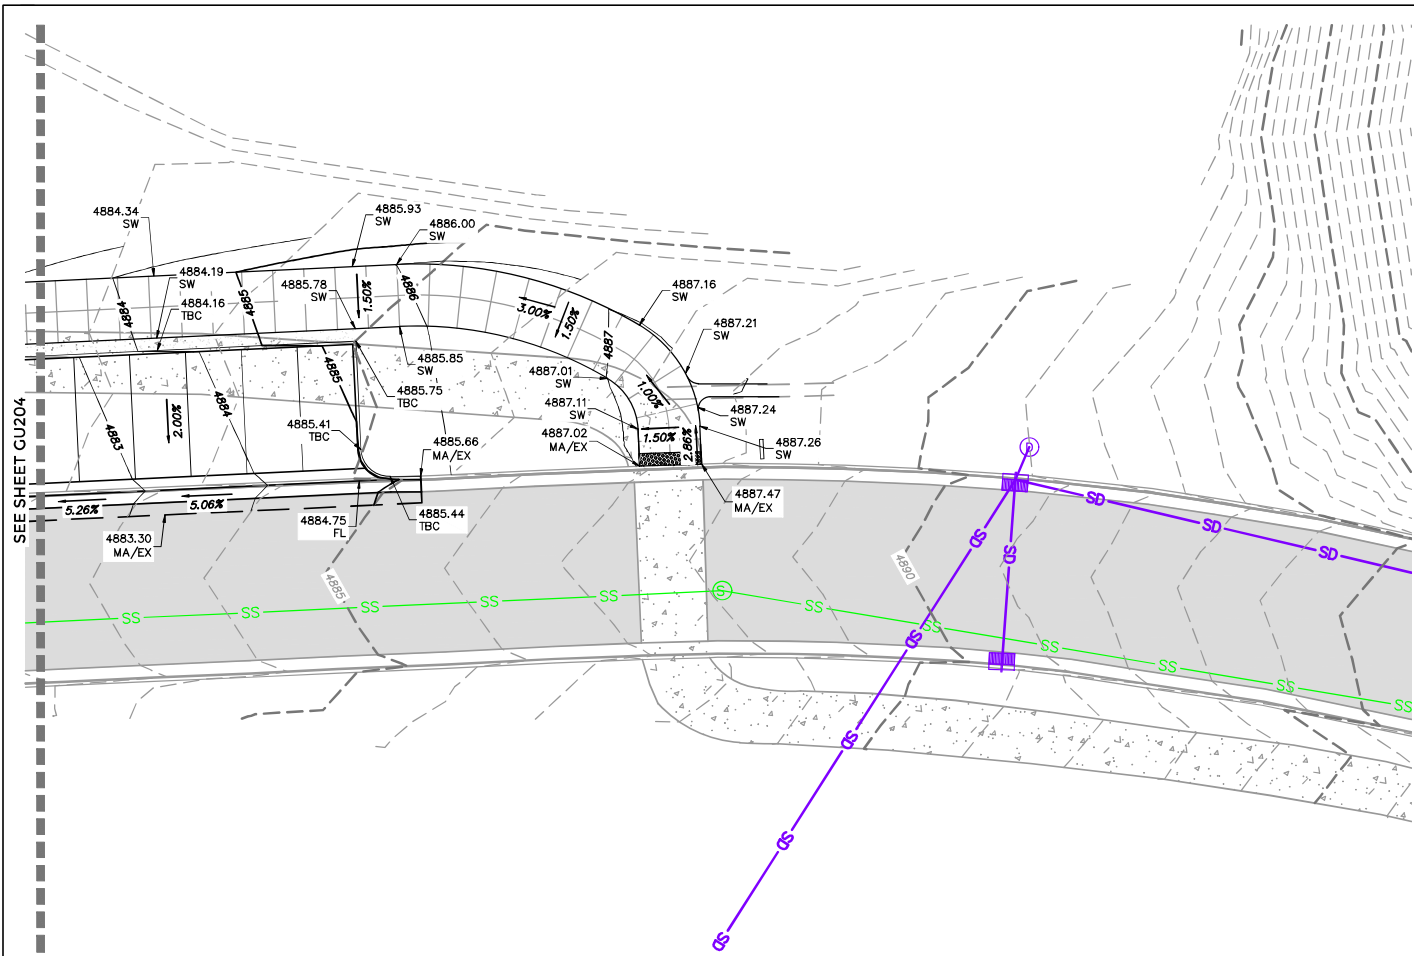 SEE SHEET GU204
4884.34
SW
4885.93
SW
4886.00
SW
4884.19
SW
4884.16
TBC
4885.78
SW
4887.16
SW
4887.21
SW
4884
4885
1.50%
4886
3.00%
1.50%
4887
4885.85
SW
4885.75
TBC
4887.01
SW
1.00%
4887.11
SW
4887.02
MA/EX
4887.24
SW
4887.26
SW
1.50%
2.86%
4883
2.00%
4884
4885
4885.41
TBC
4885.66
MA/EX
4887.47
MA/EX
5.26%
5.06%
4883.30
MA/EX
4884.75
FL
4885.44
TBC
4885
4890
D
S
SS
SS
SS
SS
SS
SS
SS
SS
SS
SS
SS
SD
SD
SD
SD
SD
SD
SD
SD
SD